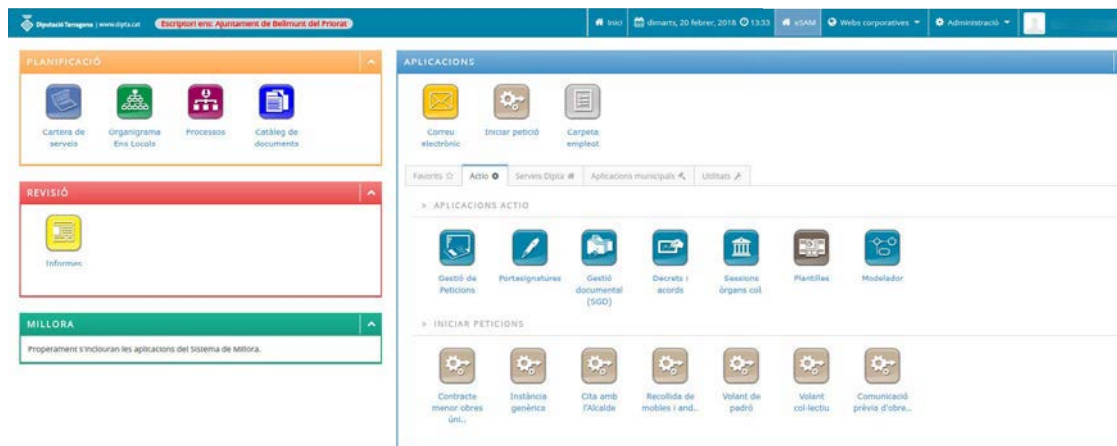 Diputació Tarragona | www.dipta.cat
Escriptori ens: Ajuntament de Bellmunt del Priorat
Inici
dimarts, 20 febrer, 2018 13:33
eSAM
Webs corporatives
Administració
PLANIFICACIÓ
Cartera de
serveis
Organigrama
Ens Locals
Processos
Catàleg de
documents
REVISIÓ
Informes
MILLORA
Properament s'inclouran les aplicacions del Sistema de Millora.
APLICACIONS
Correu
electrònic
Iniciar petició
Carpeta
empleat
Favorits
Actio
Serveis Dipta
Aplicacions municipals
Utilitats
» APLICACIONS ACTIO
Gestió de
Peticions
Portasignatures
Gestió
documental
(SGD)
Decrets i
acords
Sessions
òrgans col.
Plantilles
Modelador
» INICIAR PETICIONS
Contracte
menor obres
úni..
Instància
genèrica
Cita amb
l'Alcalde
Recollida de
mobles i and..
Volant de
padró
Volant
col·lectiu
Comunicació
prèvia d'obre..